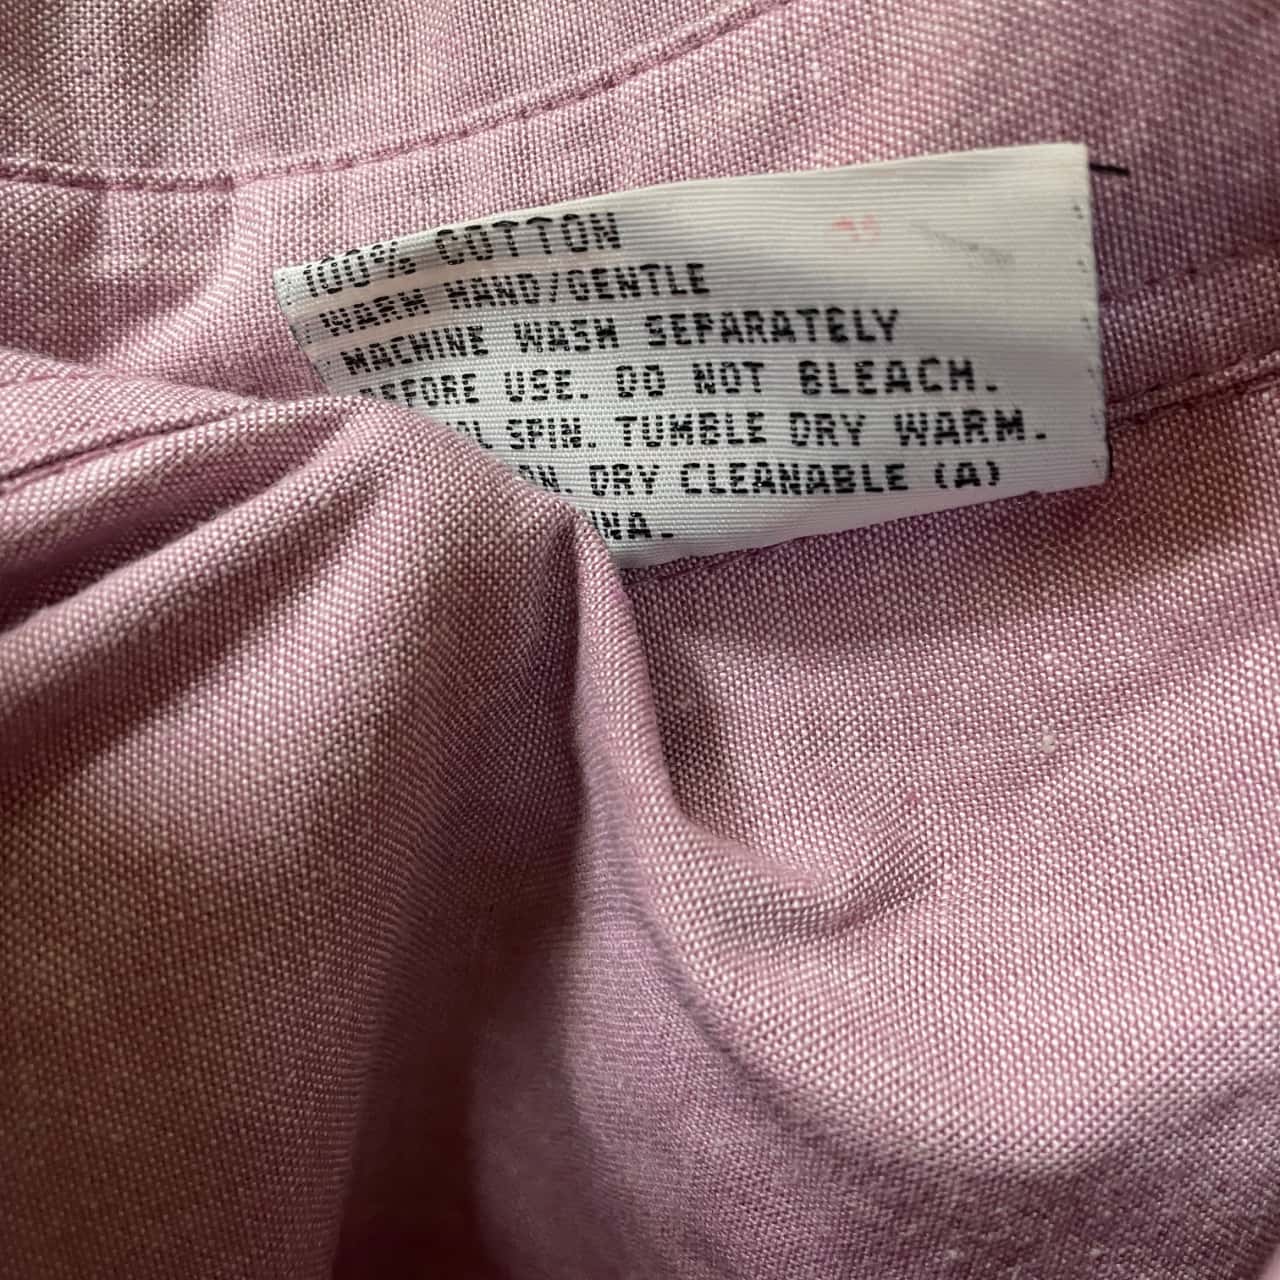 100% COTTON
WARM HAND/GENTLE
MACHINE WASH SEPARATELY
BEFORE USE. DO NOT BLEACH.
SPIN. TUMBLE DRY WARM.
DRY CLEANABLE (A)